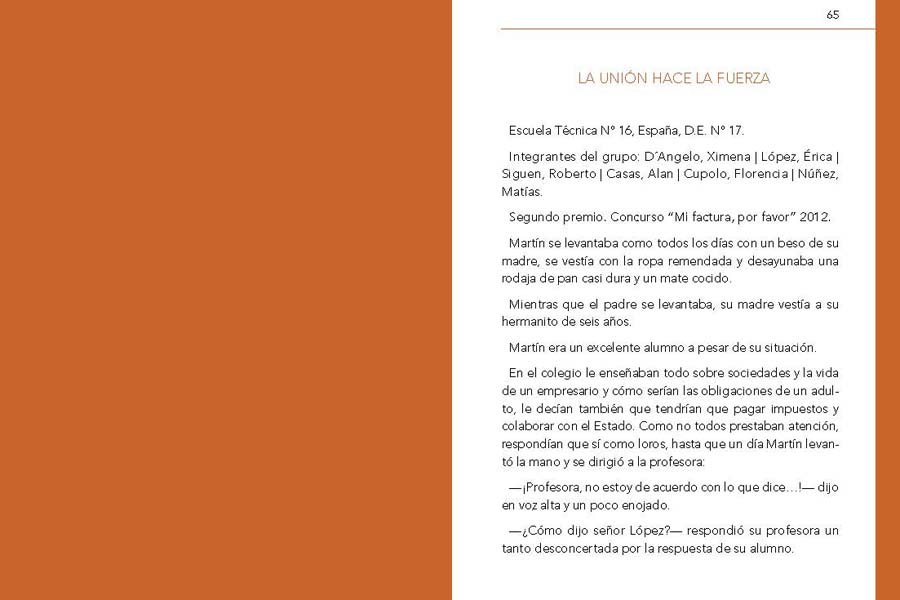 65
LA UNIÓN HACE LA FUERZA
Escuela Técnica N° 16, España, D.E. N° 17.
Integrantes del grupo: D´Angelo, Ximena | López, Érica |
Siguen, Roberto | Casas, Alan | Cupolo, Florencia | Núñez,
Matías.
Segundo premio. Concurso “Mi factura, por favor” 2012.
Martín se levantaba como todos los días con un beso de su
madre, se vestía con la ropa remendada y desayunaba una
rodaja de pan casi dura y un mate cocido.
Mientras que el padre se levantaba, su madre vestía a su
hermanito de seis años.
Martín era un excelente alumno a pesar de su situación.
En el colegio le enseñaban todo sobre sociedades y la vida
de un empresario y cómo serían las obligaciones de un adul-
to, le decían también que tendrían que pagar impuestos y
colaborar con el Estado. Como no todos prestaban atención,
respondían que sí como loros, hasta que un día Martín levan-
tó la mano y se dirigió a la profesora:
—¡Profesora, no estoy de acuerdo con lo que dice…!— dijo
en voz alta y un poco enojado.
—¿Cómo dijo señor López?— respondió su profesora un
tanto desconcertada por la respuesta de su alumno.